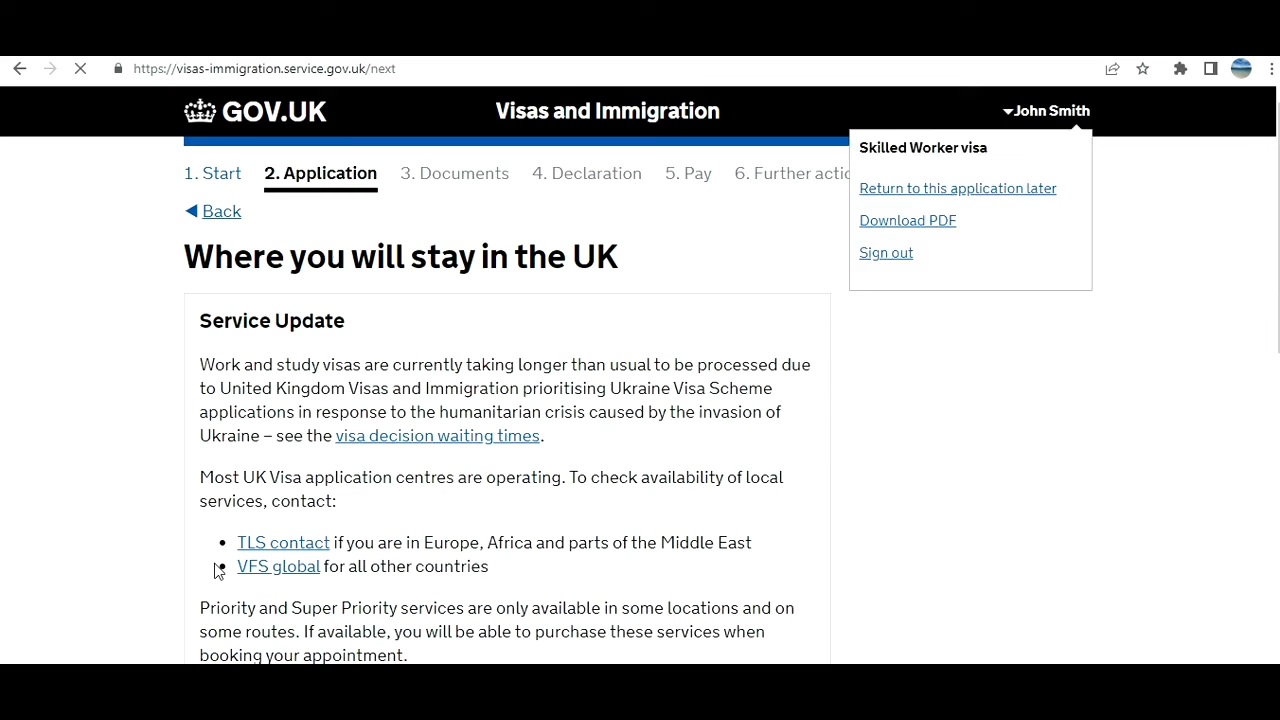 https://visas-immigration.service.gov.uk/next
GOV.UK Visas and Immigration John Smith
Skilled Worker visa
Return to this application later
Download PDF
Sign out
1. Start 2. Application 3. Documents 4. Declaration 5. Pay 6. Further actio
Back
Where you will stay in the UK
Service Update
Work and study visas are currently taking longer than usual to be processed due
to United Kingdom Visas and Immigration prioritising Ukraine Visa Scheme
applications in response to the humanitarian crisis caused by the invasion of
Ukraine – see the visa decision waiting times.
Most UK Visa application centres are operating. To check availability of local
services, contact:
• TLS contact if you are in Europe, Africa and parts of the Middle East
• VFS global for all other countries
Priority and Super Priority services are only available in some locations and on
some routes. If available, you will be able to purchase these services when
booking your appointment.